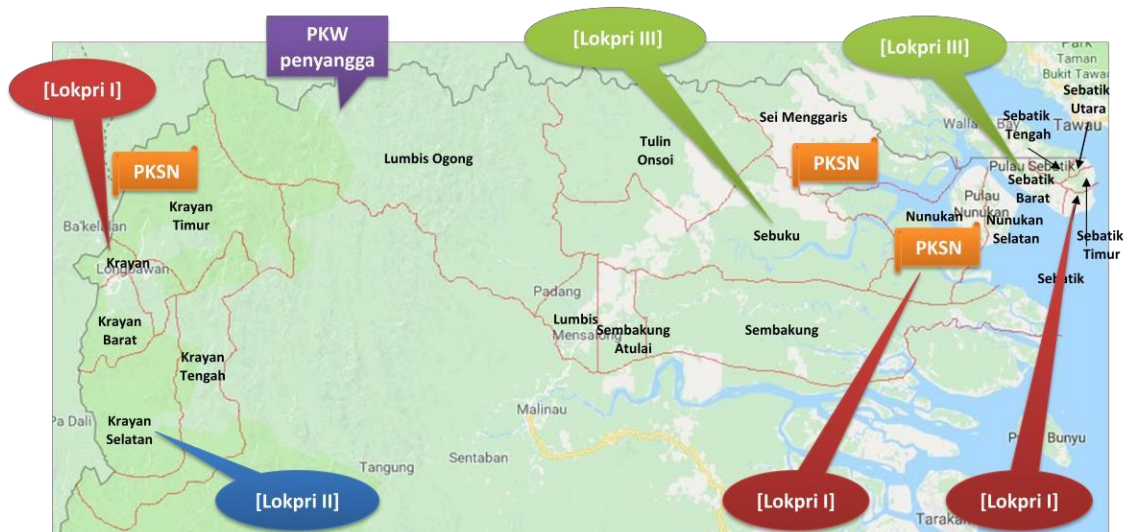 PKW
penyangga
[Lokpri III]
[Lokpri III]
[Lokpri I]
Park
Taman
Bukit Tawau
Sebatik
Utara
Sei Menggaris
Sebatik
Tengah
Tawau
Tulin
Onsoi
Lumbis Ogong
PKSN
PKSN
Pulau Sebatik
Sebatik
Barat
Krayan
Timur
Pulau
Nunukan
Nunukan
Nunukan
Selatan
Ba'kelalan
Sebuku
Sebatik
Timur
PKSN
Krayan
Longbawan
Sebatik
Padang
Krayan
Barat
Lumbis
Mensalong
Sembakung
Atulai
Sembakung
Krayan
Tengah
Malinau
Pa Dali
Krayan
Selatan
Bunyu
Sentaban
Tangung
[Lokpri II]
[Lokpri I]
[Lokpri I]
Tarakan